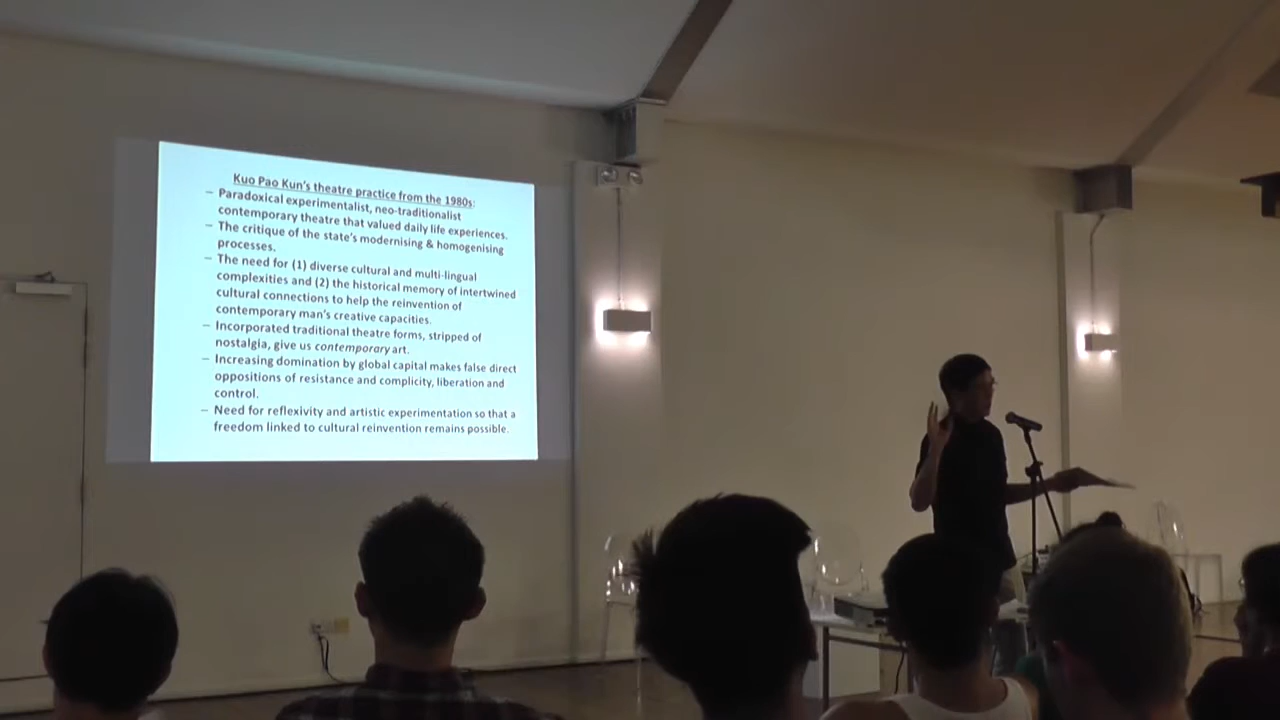 Kuo Pao Kun's theatre practice from the 1980s:
– Paradoxical experimentalist, neo-traditionalist
contemporary theatre that valued daily life experiences.
– The critique of the state's modernising & homogenising
processes.
– The need for (1) diverse cultural and multi-lingual
complexities and (2) the historical memory of intertwined
cultural connections to help the reinvention of
contemporary man's creative capacities.
– Incorporated traditional theatre forms, stripped of
nostalgia, give us contemporary art.
– Increasing domination by global capital makes false direct
oppositions of resistance and complicity, liberation and
control.
– Need for reflexivity and artistic experimentation so that a
freedom linked to cultural reinvention remains possible.